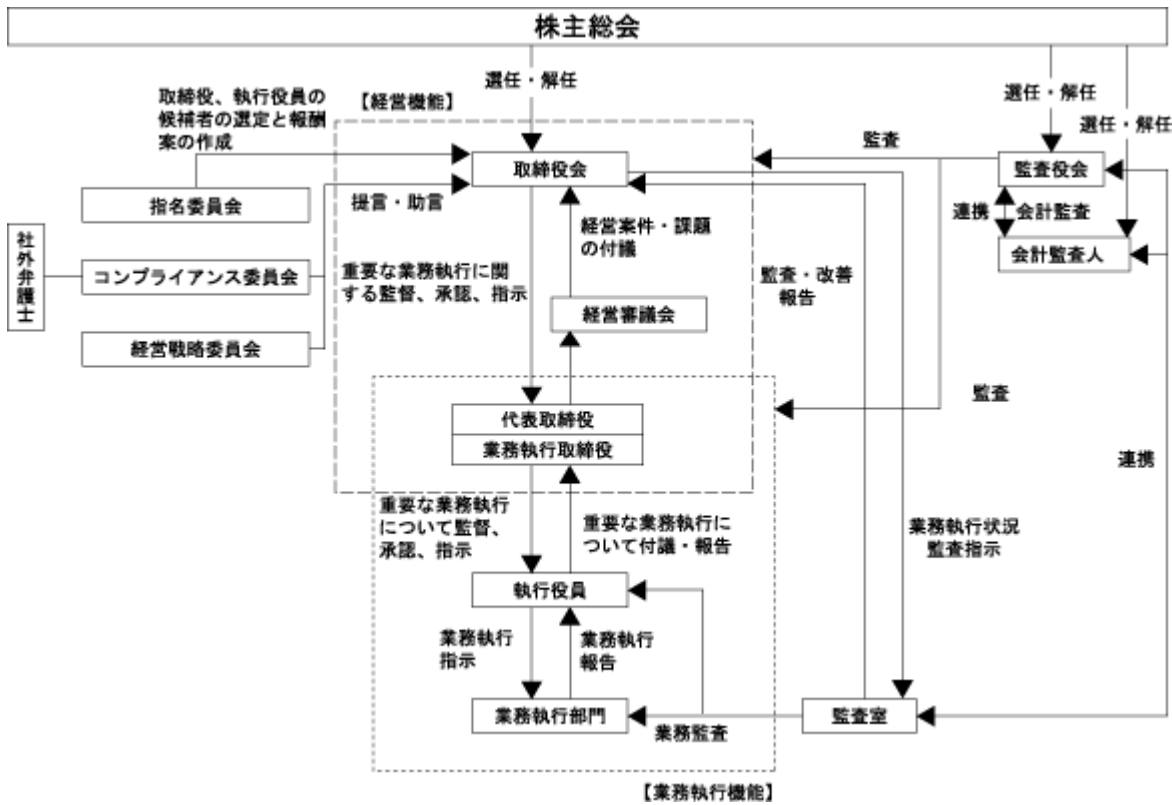 株主総会
選任・解任
【経営機能】
取締役、執行役員の
候補者の選定と報酬
案の作成
選任・解任
選任・解任
監査
取締役会
監査役会
指名委員会
提言・助言
連携
会計監査
経営案件・課題
の付議
社外弁護士
会計監査人
コンプライアンス委員会
重要な業務執行に関
する監督、承認、指示
監査・改善
報告
経営審議会
経営戦略委員会
監査
代表取締役
業務執行取締役
連携
重要な業務執行
について監督、
承認、指示
重要な業務執行に
ついて付議・報告
業務執行状況
監査指示
執行役員
業務執行
指示
業務執行
報告
業務執行部門
業務監査
監査室
【業務執行機能】